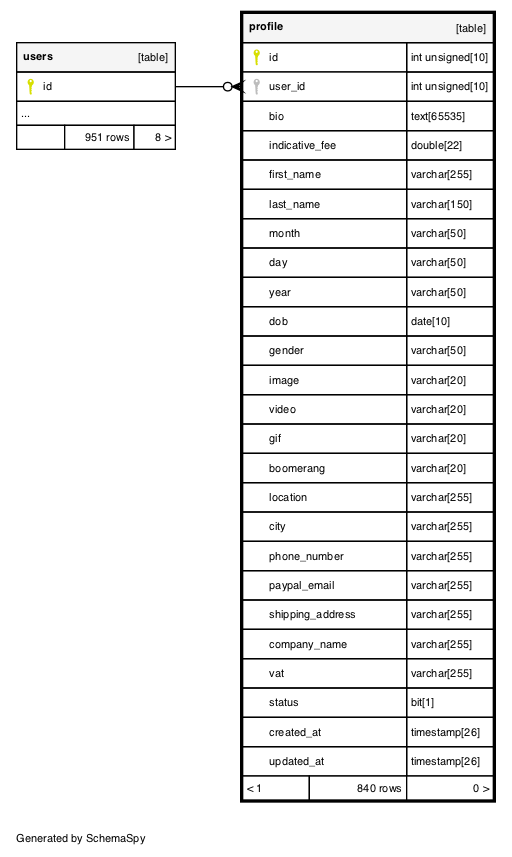 users [table]
id
...
951 rows 8 >
profile [table]
id int unsigned[10]
user_id int unsigned[10]
bio text[65535]
indicative_fee double[22]
first_name varchar[255]
last_name varchar[150]
month varchar[50]
day varchar[50]
year varchar[50]
dob date[10]
gender varchar[50]
image varchar[20]
video varchar[20]
gif varchar[20]
boomerang varchar[20]
location varchar[255]
city varchar[255]
phone_number varchar[255]
paypal_email varchar[255]
shipping_address varchar[255]
company_name varchar[255]
vat varchar[255]
status bit[1]
created_at timestamp[26]
updated_at timestamp[26]
< 1 840 rows 0 >
Generated by SchemaSpy